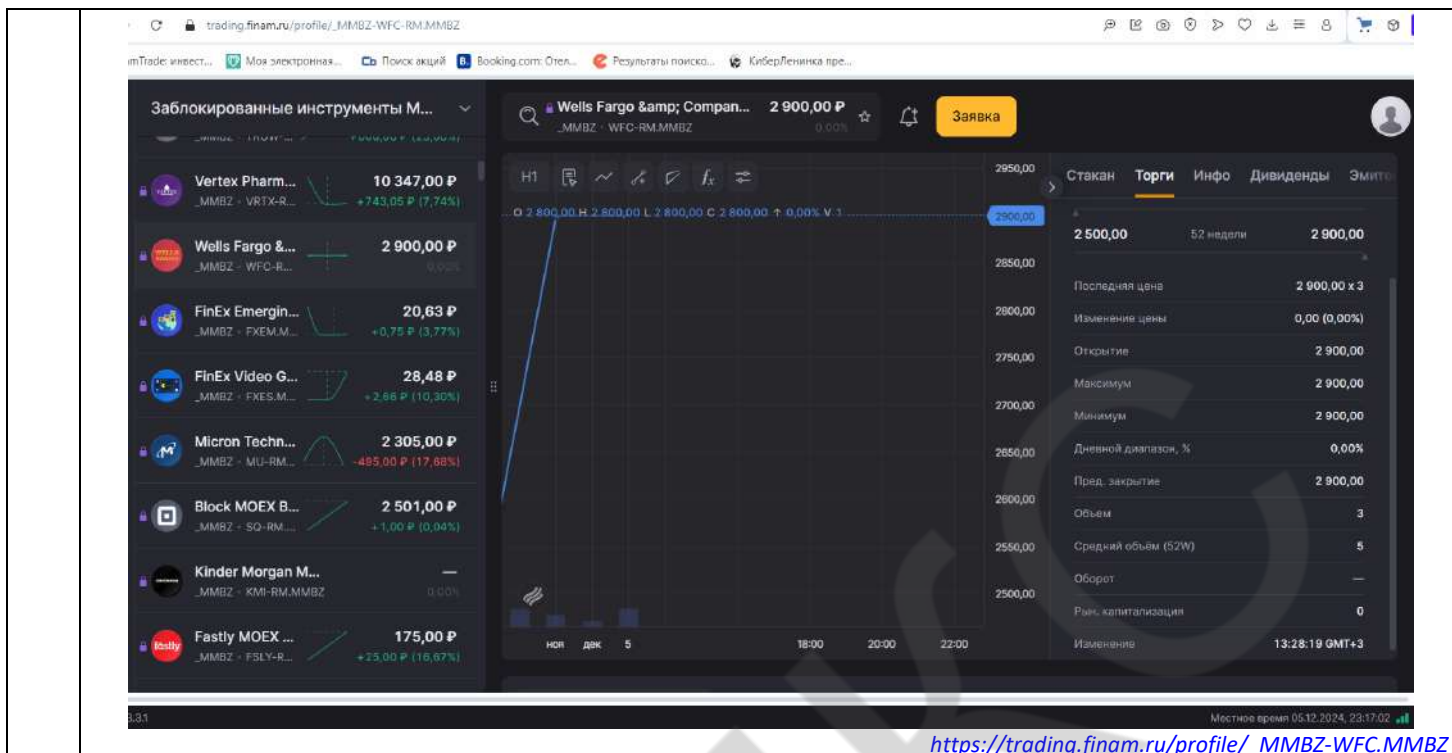 trading.finam.ru/profile/_MMBZ-WFC-RM.MMBZ
mTrade: инвест... Моя электронная... Поиск акций Booking.com: Отел... Результаты поиско... КиберЛенинка пре...
Заблокированные инструменты М...
Wells Fargo &amp; Compan... 2 900,00 ₽
_MMBZ · WFC-RM.MMBZ 0,00%
Заявка
Vertex Pharm... 10 347,00 ₽
_MMBZ · VRTX-R... +743,05 ₽ (7,74%)
Wells Fargo &... 2 900,00 ₽
_MMBZ · WFC-R... 0,00%
FinEx Emergin... 20,63 ₽
_MMBZ · FXEM.M... +0,75 ₽ (3,77%)
FinEx Video G... 28,48 ₽
_MMBZ · FXES.M... +2,66 ₽ (10,30%)
Micron Techn... 2 305,00 ₽
_MMBZ · MU-RM... -495,00 ₽ (17,68%)
Block MOEX B... 2 501,00 ₽
_MMBZ · SQ-RM.... +1,00 ₽ (0,04%)
Kinder Morgan M... —
_MMBZ · KMI-RM.MMBZ 0,00%
Fastly MOEX ... 175,00 ₽
_MMBZ · FSLY-R... +25,00 ₽ (16,67%)
H1
O 2 800,00 H 2 800,00 L 2 800,00 C 2 800,00 ↑ 0,00% V 1
2950,00
2900,00
2850,00
2800,00
2750,00
2700,00
2650,00
2600,00
2550,00
2500,00
ноя дек 5 18:00 20:00 22:00
Стакан Торги Инфо Дивиденды Эмите
2 500,00 52 недели 2 900,00
Последняя цена 2 900,00 x 3
Изменение цены 0,00 (0,00%)
Открытие 2 900,00
Максимум 2 900,00
Минимум 2 900,00
Дневной диапазон, % 0,00%
Пред. закрытие 2 900,00
Объем 3
Средний объём (52W) 5
Оборот —
Рын. капитализация 0
Изменение 13:28:19 GMT+3
3.3.1
Местное время 05.12.2024, 23:17:02
https://trading.finam.ru/profile/_MMBZ-WFC.MMBZ